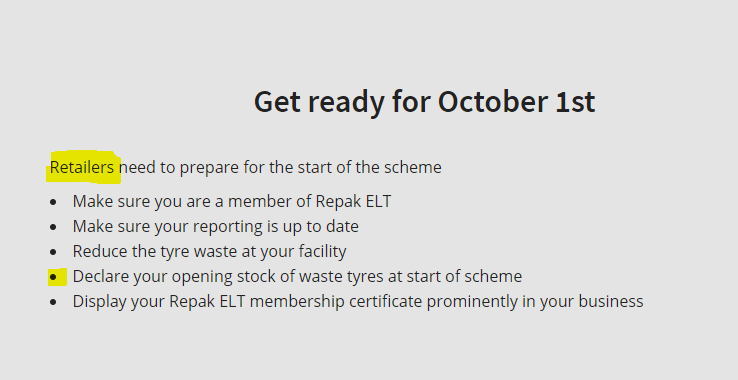 Get ready for October 1st
Retailers need to prepare for the start of the scheme
• Make sure you are a member of Repak ELT
• Make sure your reporting is up to date
• Reduce the tyre waste at your facility
• Declare your opening stock of waste tyres at start of scheme
• Display your Repak ELT membership certificate prominently in your business